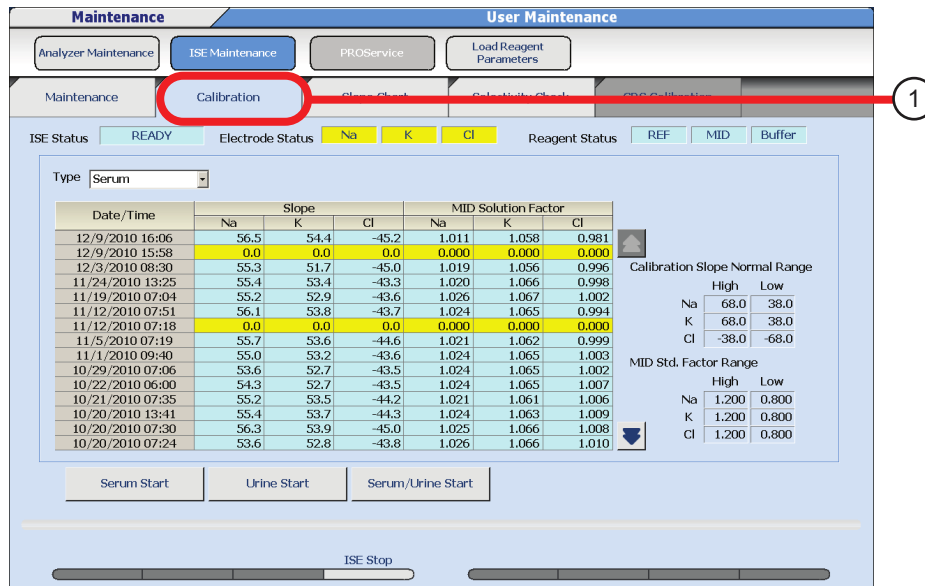 Maintenance User Maintenance
Analyzer Maintenance ISE Maintenance PROService Load Reagent Parameters
Maintenance Calibration Slope Chart Selectivity Check CRS Calibration
1
ISE Status READY Electrode Status Na K Cl Reagent Status REF MID Buffer
Type Serum
Date/Time Slope MID Solution Factor
Na K Cl Na K Cl
12/9/2010 16:06 56.5 54.4 -45.2 1.011 1.058 0.981
12/9/2010 15:58 0.0 0.0 0.0 0.000 0.000 0.000
12/3/2010 08:30 55.3 51.7 -45.0 1.019 1.056 0.996
11/24/2010 13:25 55.4 53.4 -43.3 1.020 1.066 0.998
11/19/2010 07:04 55.2 52.9 -43.6 1.026 1.067 1.002
11/12/2010 07:51 56.1 53.8 -43.7 1.024 1.065 0.994
11/12/2010 07:18 0.0 0.0 0.0 0.000 0.000 0.000
11/5/2010 07:19 55.7 53.6 -44.6 1.021 1.062 0.999
11/1/2010 09:40 55.0 53.2 -43.6 1.024 1.065 1.003
10/29/2010 07:06 53.6 52.7 -43.5 1.024 1.065 1.002
10/22/2010 06:00 54.3 52.7 -43.5 1.024 1.065 1.007
10/21/2010 07:35 55.2 53.5 -44.2 1.021 1.061 1.006
10/20/2010 13:41 55.4 53.7 -44.3 1.024 1.063 1.009
10/20/2010 07:30 56.3 53.9 -45.0 1.025 1.066 1.008
10/20/2010 07:24 53.6 52.8 -43.8 1.026 1.066 1.010
Calibration Slope Normal Range
High Low
Na 68.0 38.0
K 68.0 38.0
Cl -38.0 -68.0
MID Std. Factor Range
High Low
Na 1.200 0.800
K 1.200 0.800
Cl 1.200 0.800
Serum Start Urine Start Serum/Urine Start
ISE Stop